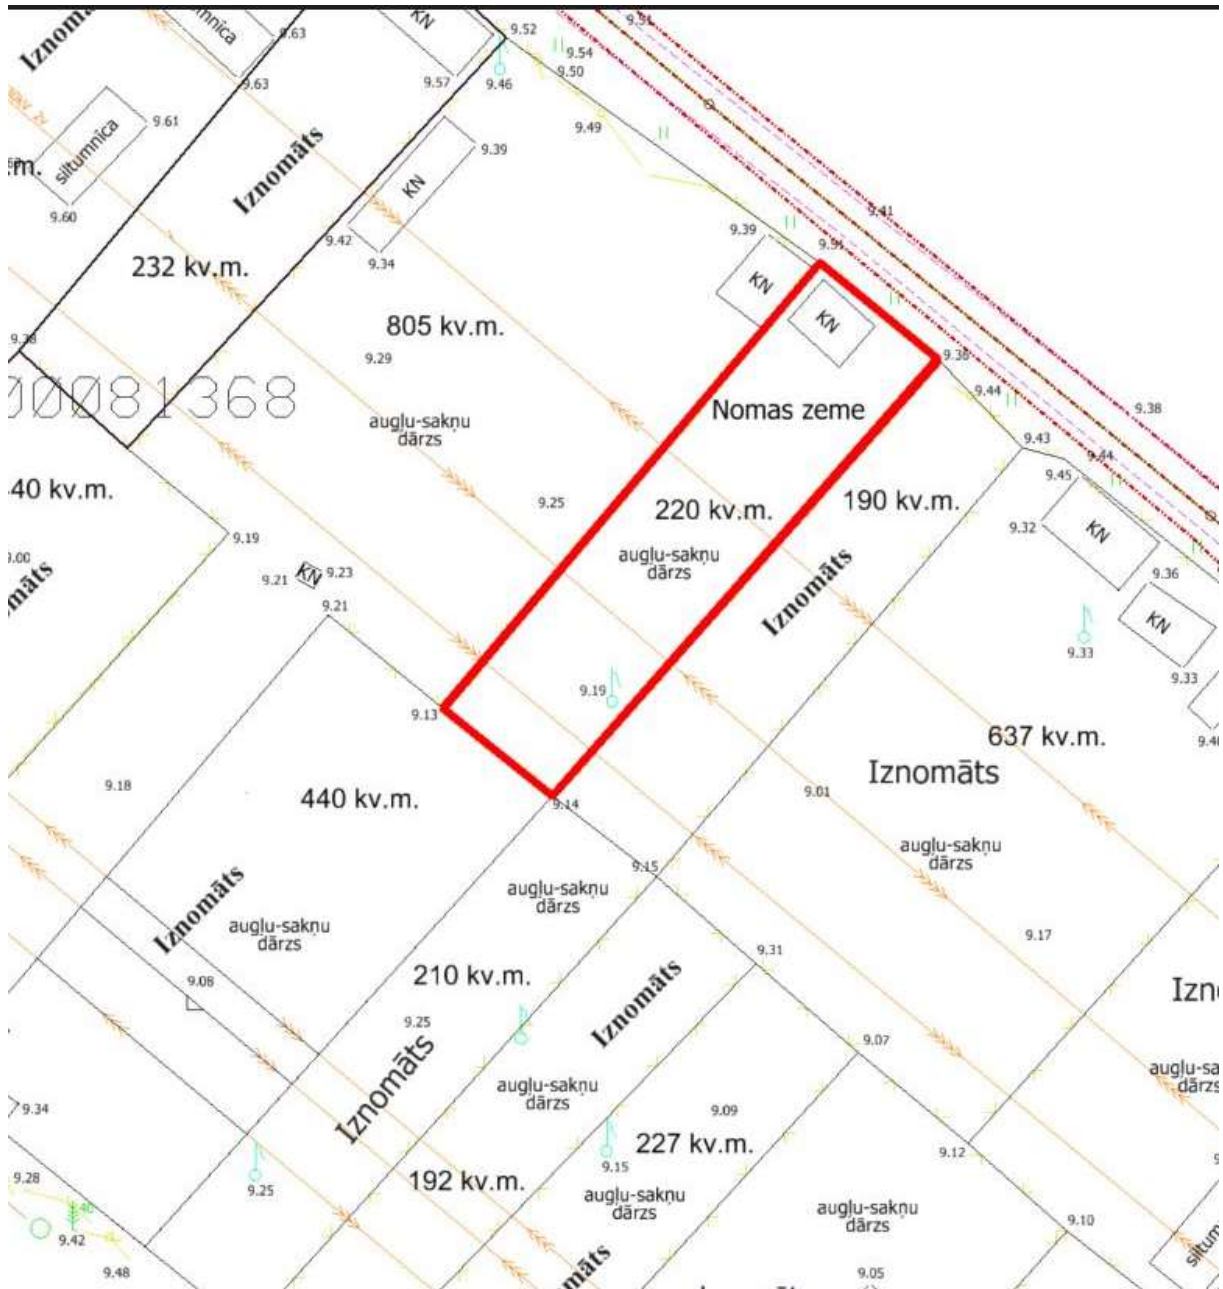 Iznomāts
9.63
9.63
KN
9.57
9.52
9.46
9.54
9.50
9.51
9.49
siltumnīca
9.61
9.60
Iznomāts
9.39
KN
9.42
9.34
9.41
9.39
KN
KN
232 kv.m.
805 kv.m.
9.29
9.36
9.44
9.38
00081368
augļu-sakņu
dārzs
Nomas zeme
9.43
9.44
9.45
40 kv.m.
9.25
220 kv.m.
190 kv.m.
9.32
KN
9.19
augļu-sakņu
dārzs
Iznomāts
9.36
KN
9.21
KN
9.23
9.21
9.33
9.33
9.19
9.13
637 kv.m.
Iznomāts
9.18
440 kv.m.
9.14
9.01
augļu-sakņu
dārzs
9.15
Iznomāts
augļu-sakņu
dārzs
augļu-sakņu
dārzs
9.17
9.31
9.08
210 kv.m.
Iznomāts
9.25
Iznomāts
9.07
augļu-sakņu
dārzs
9.34
9.09
227 kv.m.
9.12
9.15
192 kv.m.
9.28
9.25
augļu-sakņu
dārzs
augļu-sakņu
dārzs
9.10
9.42
9.48
9.05